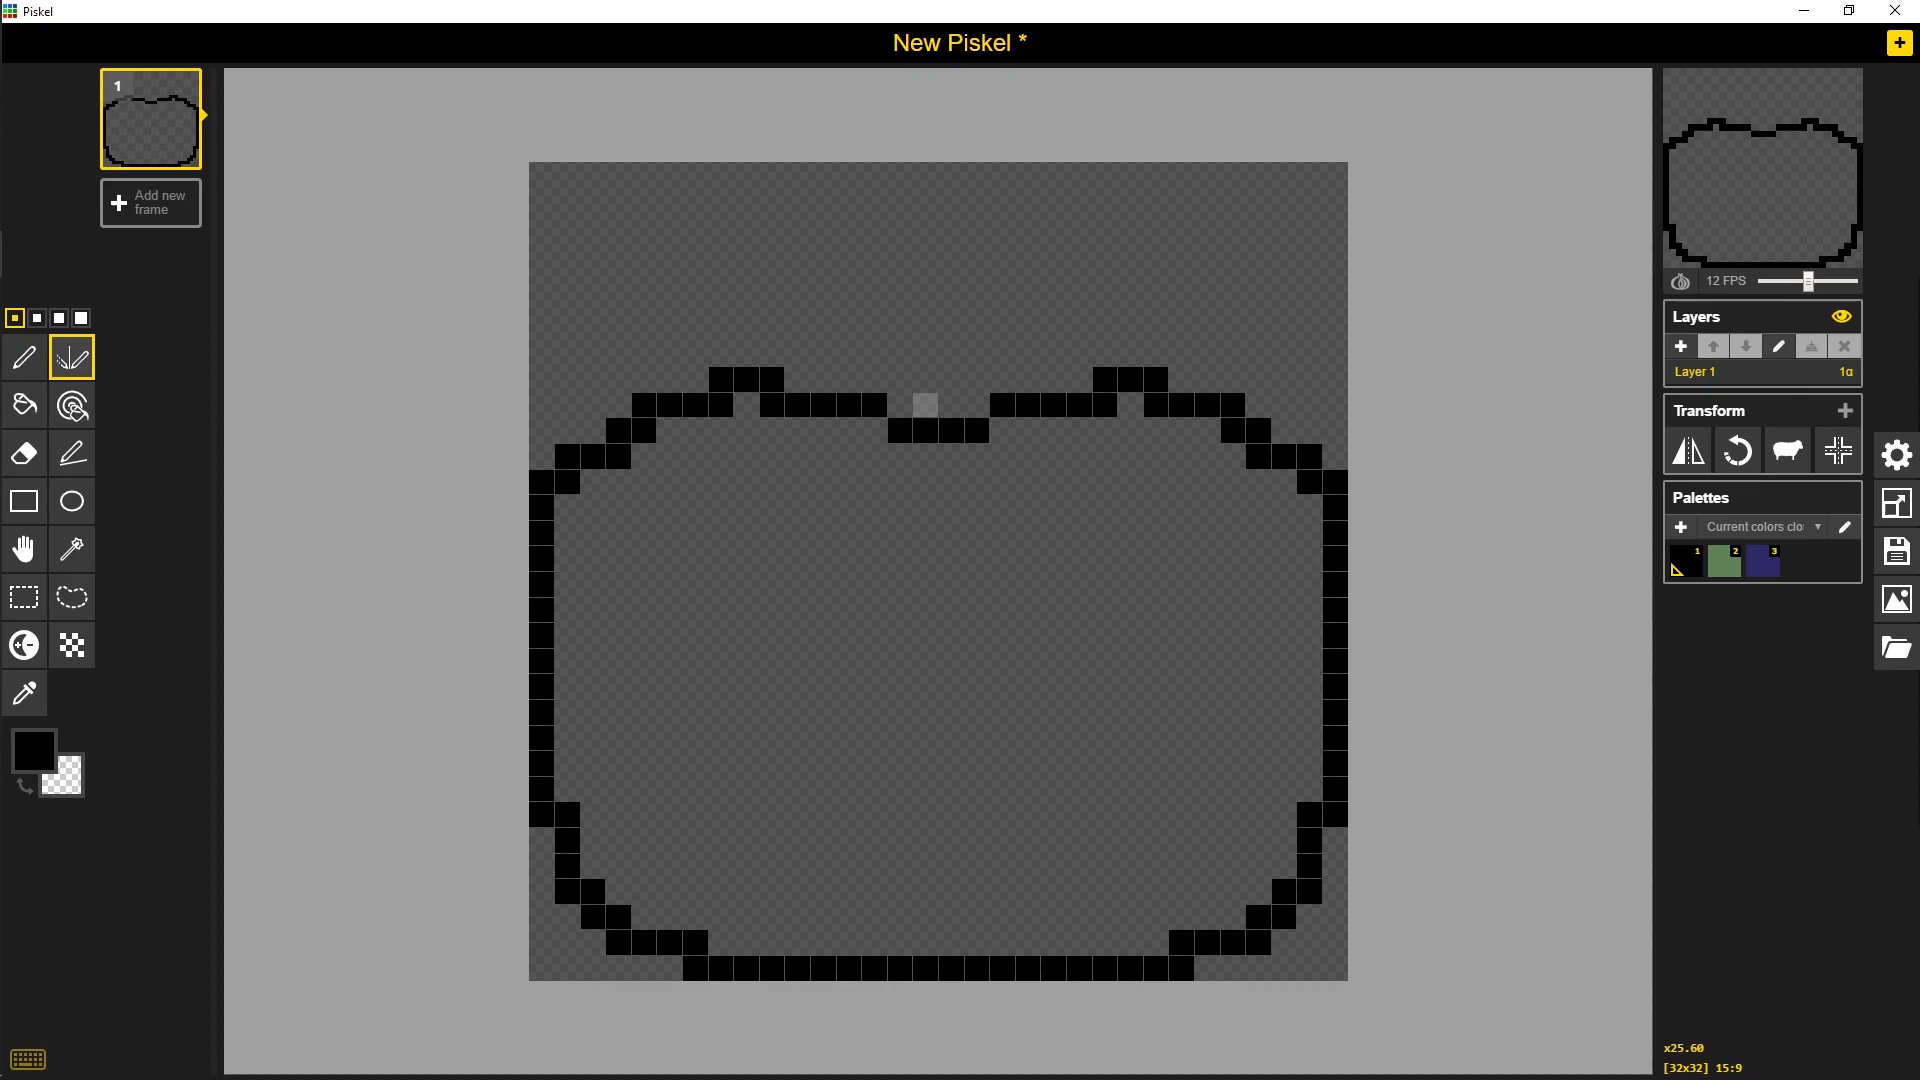 Piskel
New Piskel *
1
Add new
frame
12 FPS
Layers
Layer 1
1α
Transform
Palettes
Current colors clo
1
2
3
x25.60
[32x32] 15:9